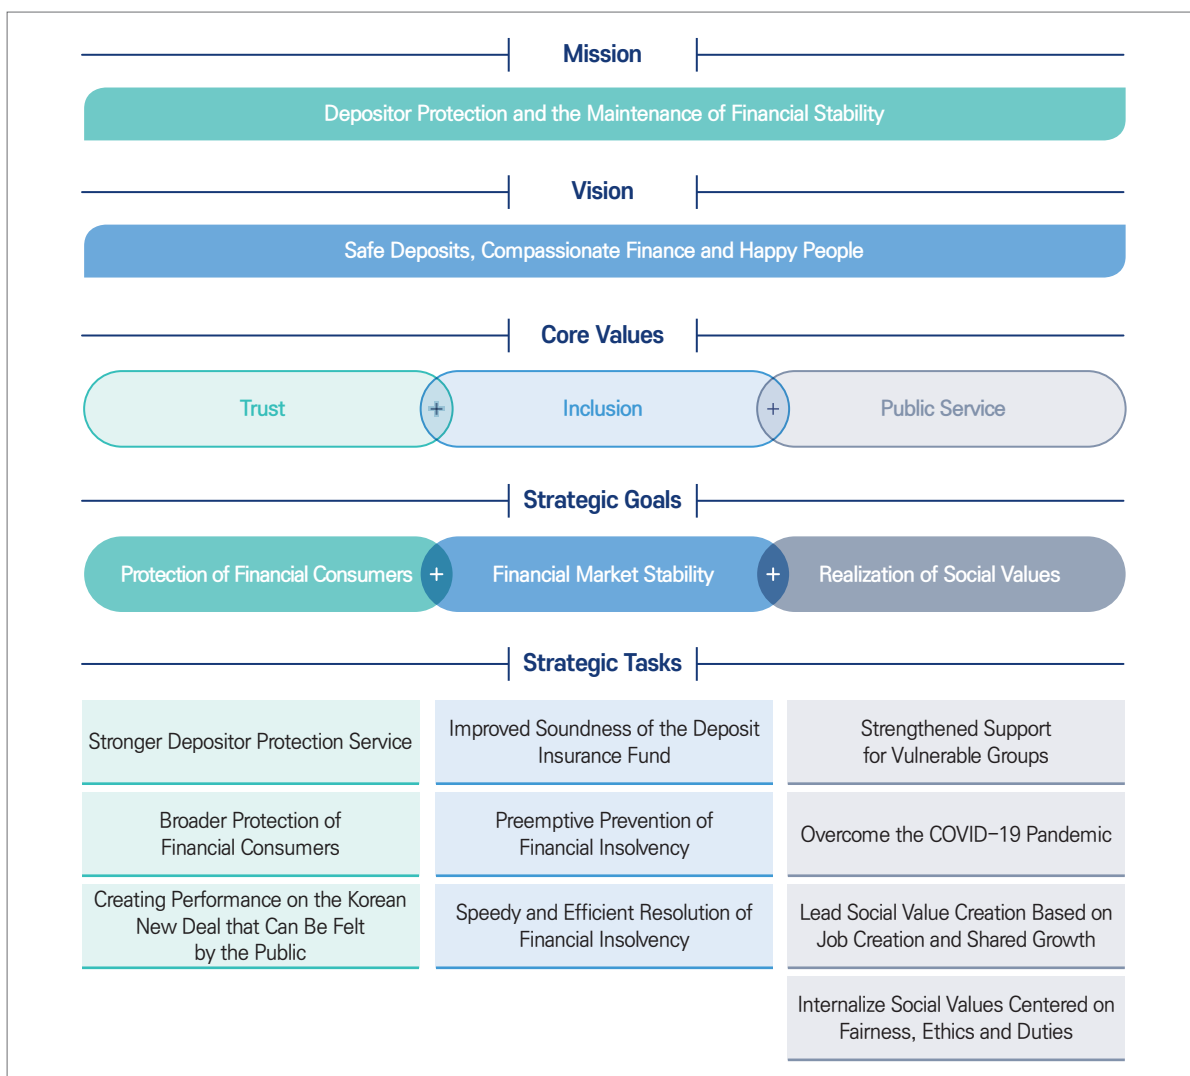 Mission
Depositor Protection and the Maintenance of Financial Stability
Vision
Safe Deposits, Compassionate Finance and Happy People
Core Values
Trust
+
Inclusion
+
Public Service
Strategic Goals
Protection of Financial Consumers
+
Financial Market Stability
+
Realization of Social Values
Strategic Tasks
Stronger Depositor Protection Service
Broader Protection of
Financial Consumers
Creating Performance on the Korean
New Deal that Can Be Felt
by the Public
Improved Soundness of the Deposit
Insurance Fund
Preemptive Prevention of
Financial Insolvency
Speedy and Efficient Resolution of
Financial Insolvency
Strengthened Support
for Vulnerable Groups
Overcome the COVID-19 Pandemic
Lead Social Value Creation Based on
Job Creation and Shared Growth
Internalize Social Values Centered on
Fairness, Ethics and Duties